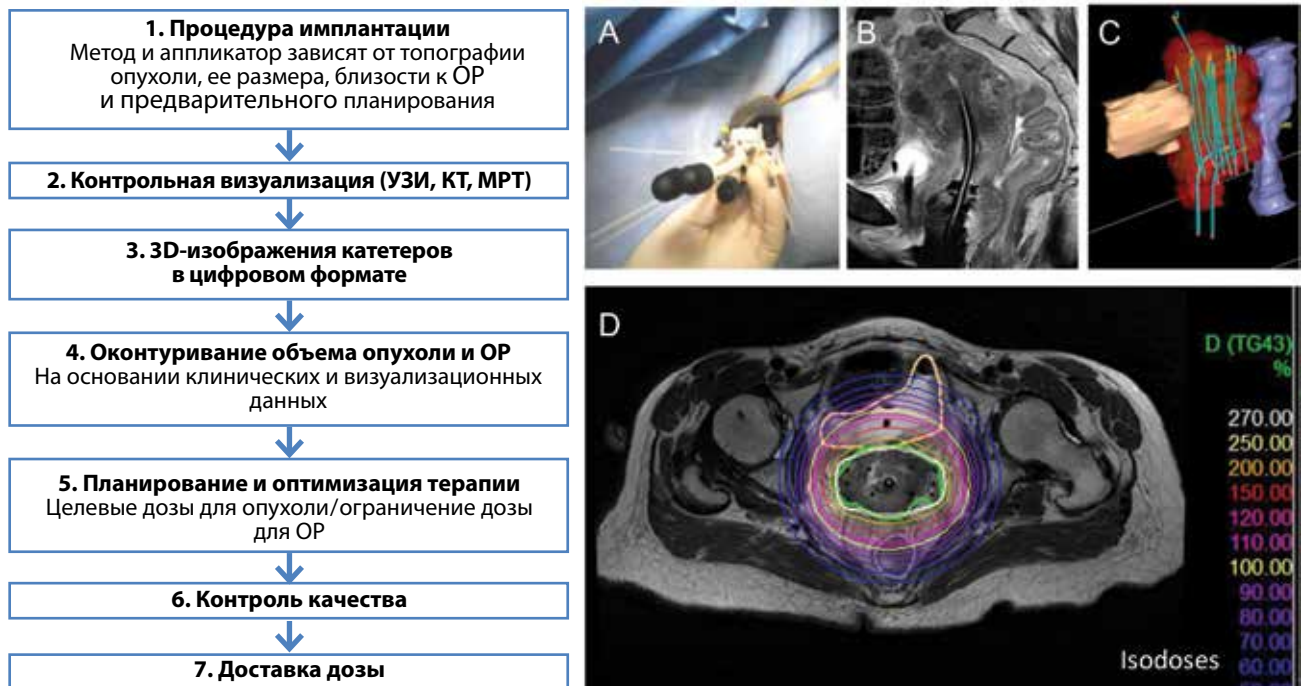 1. Процедура имплантации
Метод и аппликатор зависят от топографии
опухоли, ее размера, близости к ОР
и предварительного планирования
2. Контрольная визуализация (УЗИ, КТ, МРТ)
3. 3D-изображения катетеров
в цифровом формате
4. Оконтуривание объема опухоли и ОР
На основании клинических и визуализационных
данных
5. Планирование и оптимизация терапии
Целевые дозы для опухоли/ограничение дозы
для ОР
6. Контроль качества
7. Доставка дозы
A
B
C
D
D (TG43)
%
270.00
250.00
200.00
150.00
120.00
110.00
100.00
90.00
80.00
70.00
60.00
Isodoses